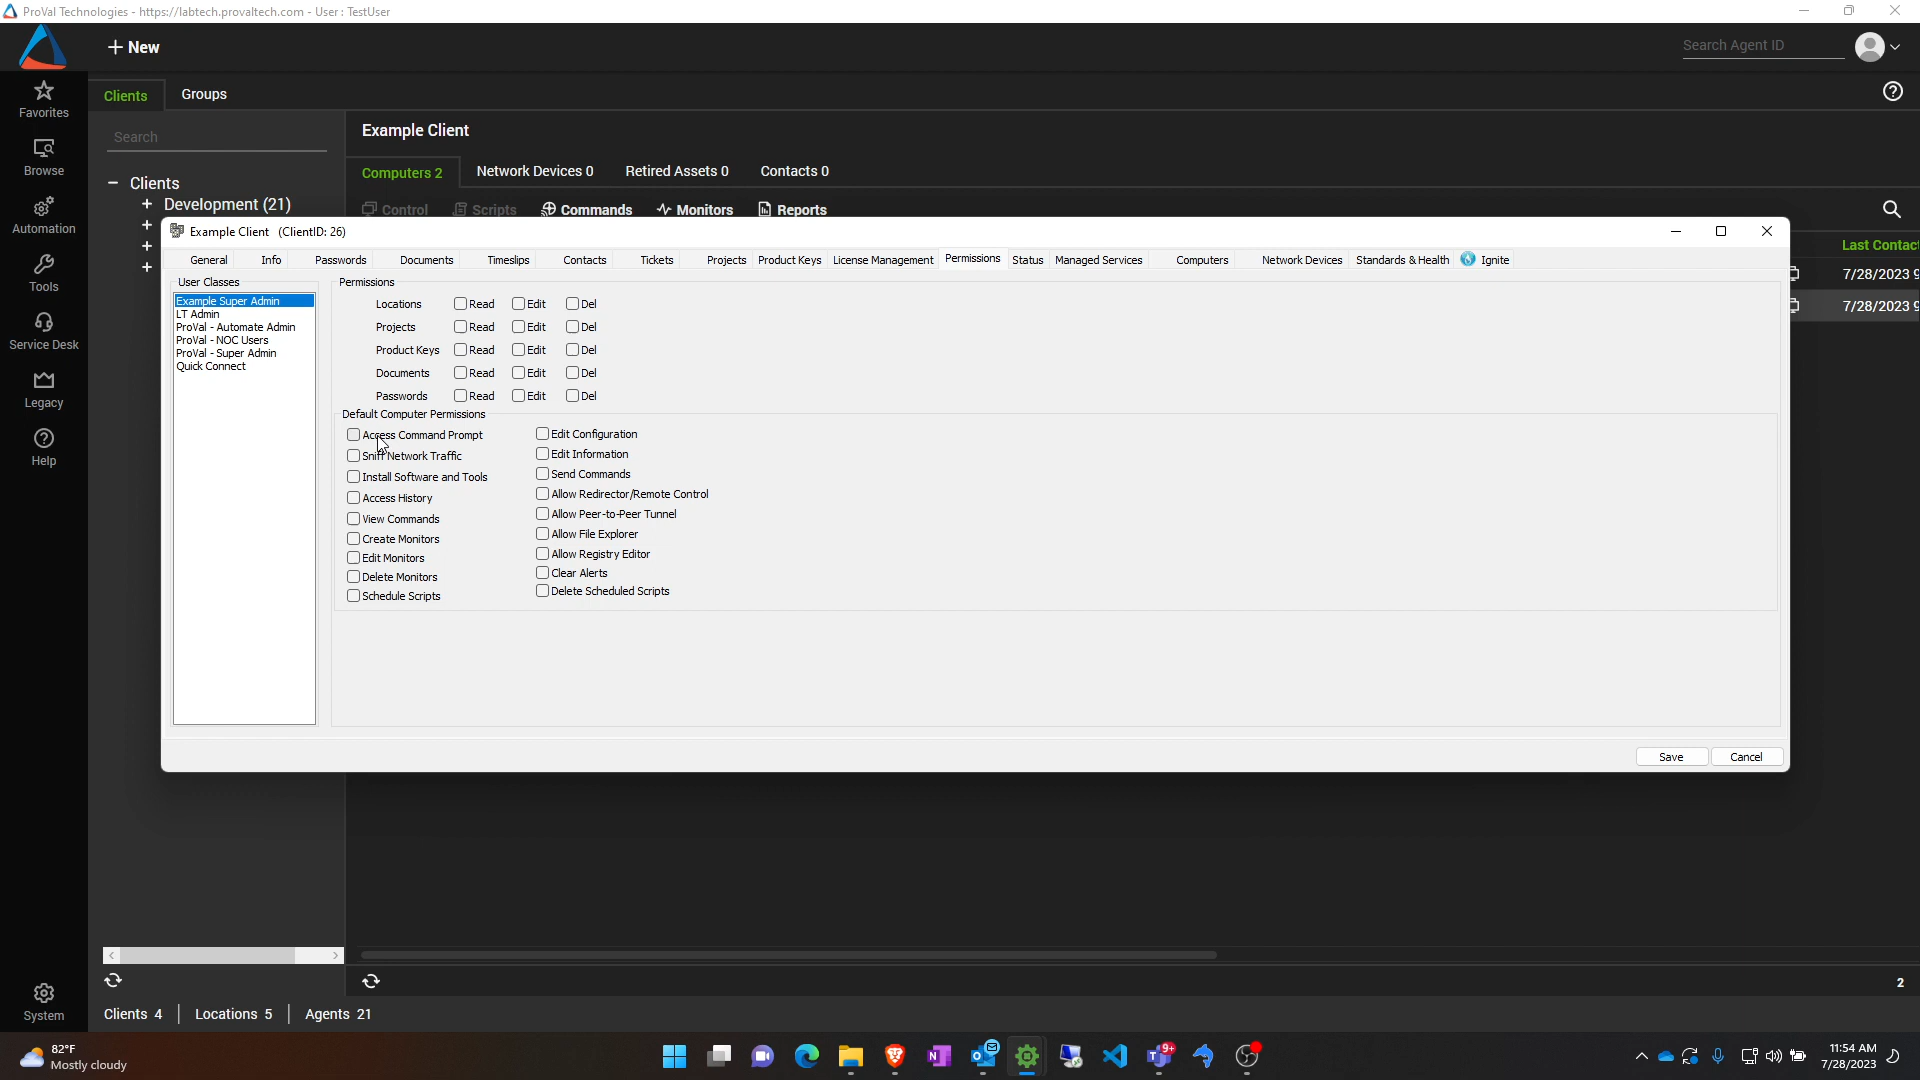 ProVal Technologies - https://labtech.provaltech.com - User: TestUser
+ New
Search Agent ID
Favorites
Browse
Automation
Tools
Service Desk
Legacy
Help
System
Clients Groups
Search
Clients
Development (21)
Example Client
Computers 2 Network Devices 0 Retired Assets 0 Contacts 0
Control Scripts Commands Monitors Reports
Last Contac
7/28/2023 9
7/28/2023 9
Example Client (ClientID: 26)
General Info Passwords Documents Timeslips Contacts Tickets Projects Product Keys License Management Permissions Status Managed Services Computers Network Devices Standards & Health Ignite
User Classes
Example Super Admin
LT Admin
ProVal - Automate Admin
ProVal - NOC Users
ProVal - Super Admin
Quick Connect
Permissions
Locations Read Edit Del
Projects Read Edit Del
Product Keys Read Edit Del
Documents Read Edit Del
Passwords Read Edit Del
Default Computer Permissions
Access Command Prompt
Sniff Network Traffic
Install Software and Tools
Access History
View Commands
Create Monitors
Edit Monitors
Delete Monitors
Schedule Scripts
Edit Configuration
Edit Information
Send Commands
Allow Redirector/Remote Control
Allow Peer-to-Peer Tunnel
Allow File Explorer
Allow Registry Editor
Clear Alerts
Delete Scheduled Scripts
Save Cancel
2
Clients 4 | Locations 5 | Agents 21
82°F
Mostly cloudy
9+
11:54 AM
7/28/2023